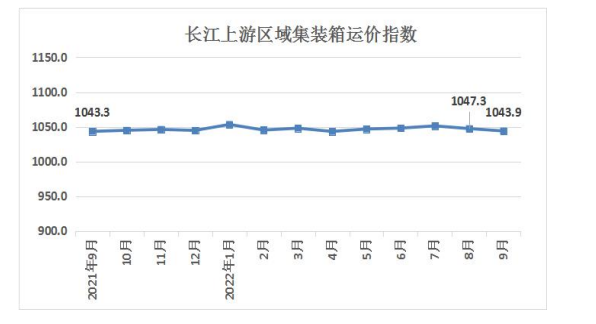 长江上游区域集装箱运价指数
1150.0
1100.0
1050.0
1000.0
950.0
900.0
1043.3
1047.3
1043.9
2021年9月
10月
11月
12月
2022年1月
2月
3月
4月
5月
6月
7月
8月
9月